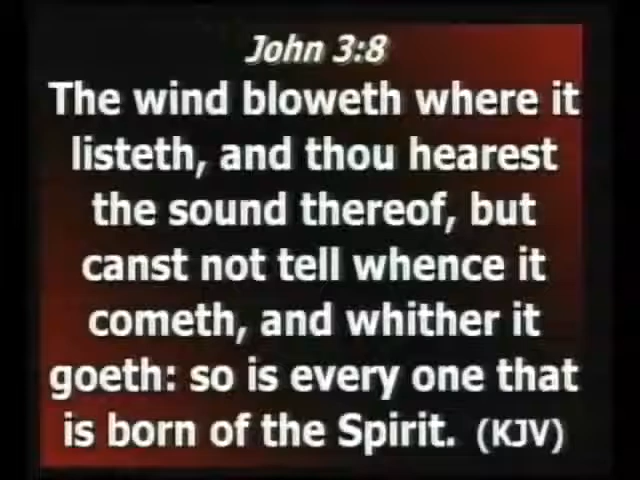 John 3:8
The wind bloweth where it
listeth, and thou hearest
the sound thereof, but
canst not tell whence it
cometh, and whither it
goeth: so is every one that
is born of the Spirit. (KJV)